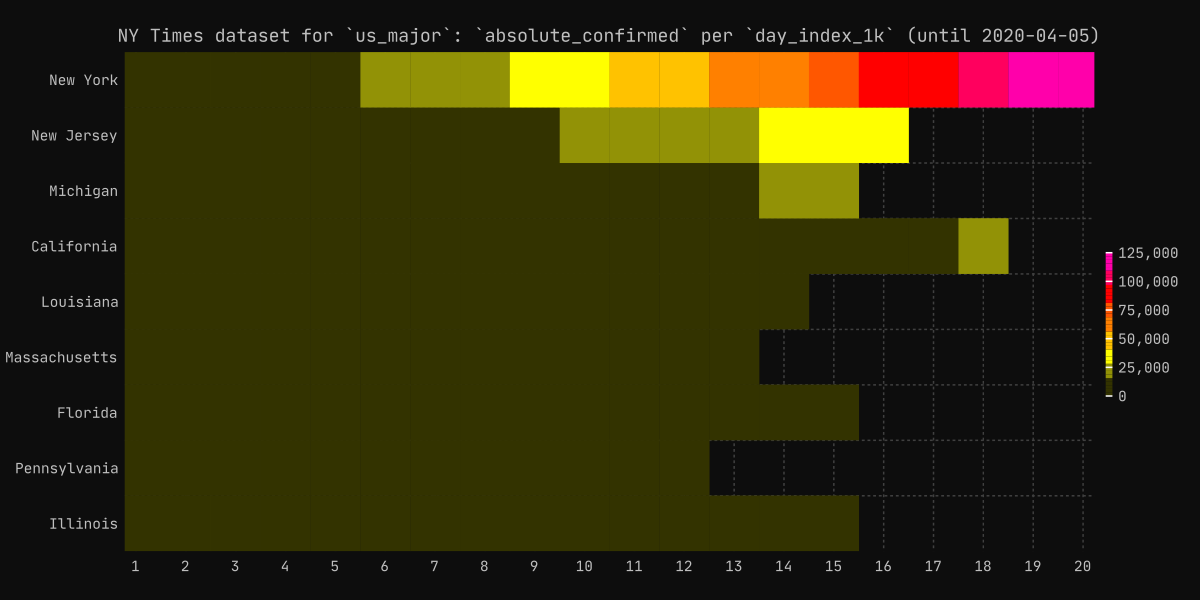 NY Times dataset for `us_major`: `absolute_confirmed` per `day_index_1k` (until 2020-04-05)
New York
New Jersey
Michigan
California
Louisiana
Massachusetts
Florida
Pennsylvania
Illinois
1 2 3 4 5 6 7 8 9 10 11 12 13 14 15 16 17 18 19 20
125,000
100,000
75,000
50,000
25,000
0